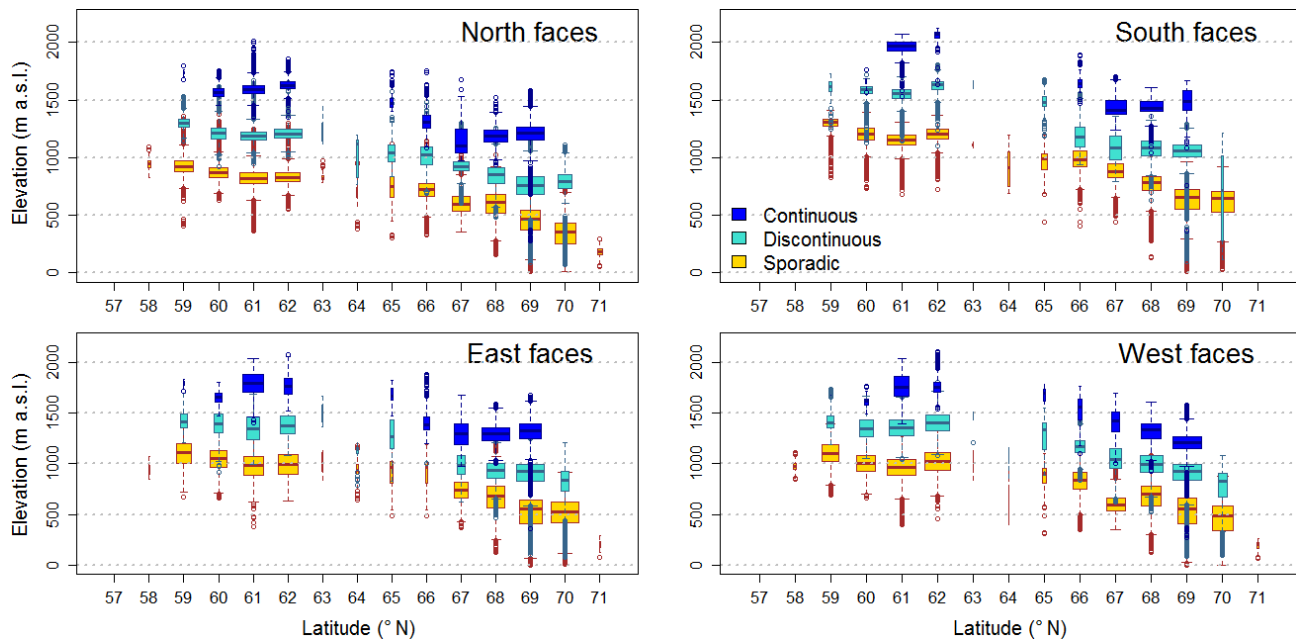 North faces
South faces
Elevation (m a.s.l.)
0 500 1000 1500 2000
0 500 1000 1500 2000
Continuous
Discontinuous
Sporadic
57 58 59 60 61 62 63 64 65 66 67 68 69 70 71
57 58 59 60 61 62 63 64 65 66 67 68 69 70 71
East faces
West faces
Elevation (m a.s.l.)
0 500 1000 1500 2000
0 500 1000 1500 2000
57 58 59 60 61 62 63 64 65 66 67 68 69 70 71
57 58 59 60 61 62 63 64 65 66 67 68 69 70 71
Latitude (° N)
Latitude (° N)